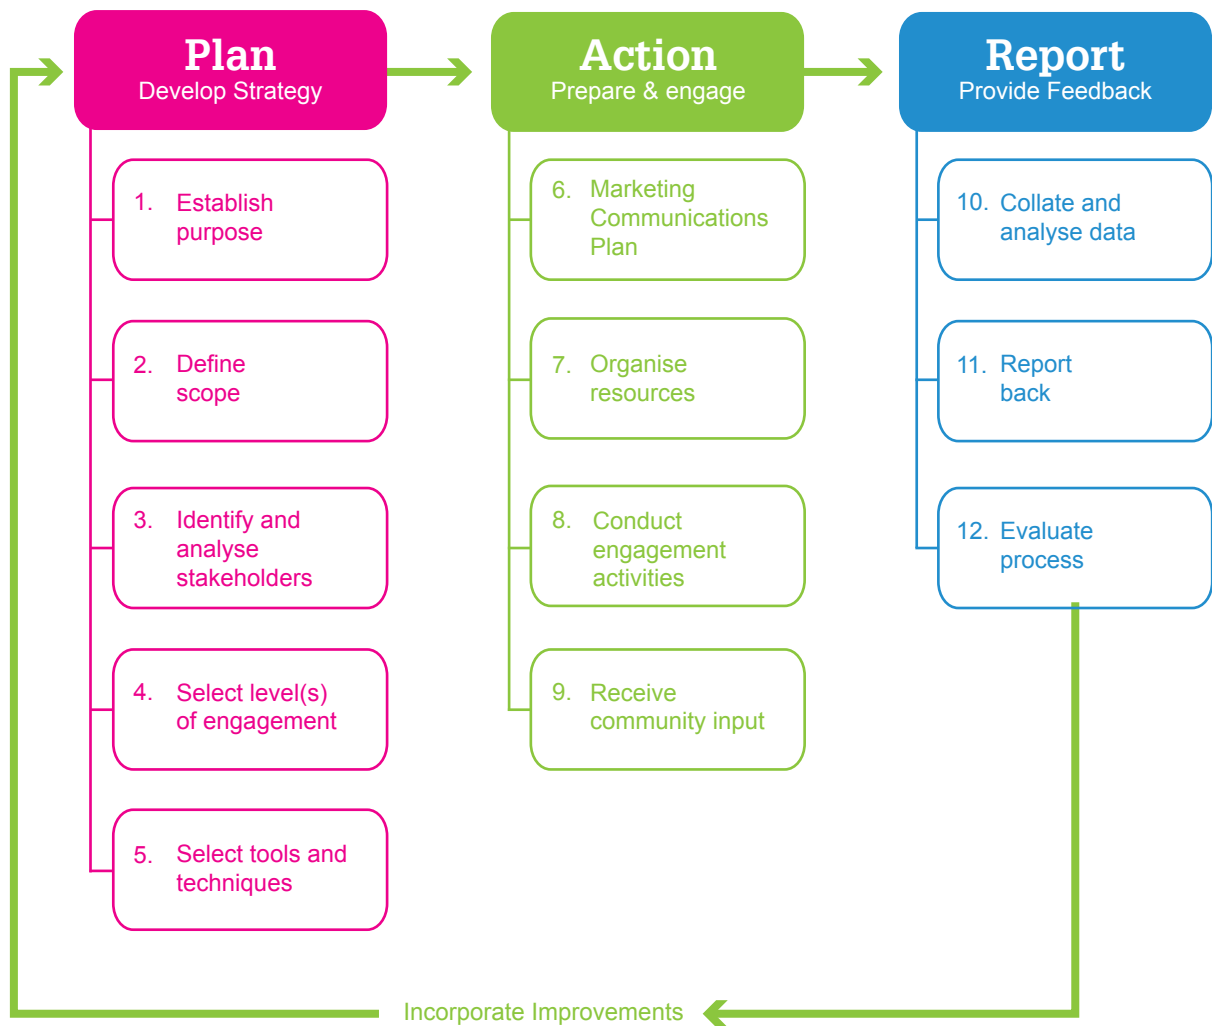 Plan
Develop Strategy
1. Establish
purpose
2. Define
scope
3. Identify and
analyse
stakeholders
4. Select level(s)
of engagement
5. Select tools and
techniques
Action
Prepare & engage
6. Marketing
Communications
Plan
7. Organise
resources
8. Conduct
engagement
activities
9. Receive
community input
Report
Provide Feedback
10. Collate and
analyse data
11. Report
back
12. Evaluate
process
Incorporate Improvements